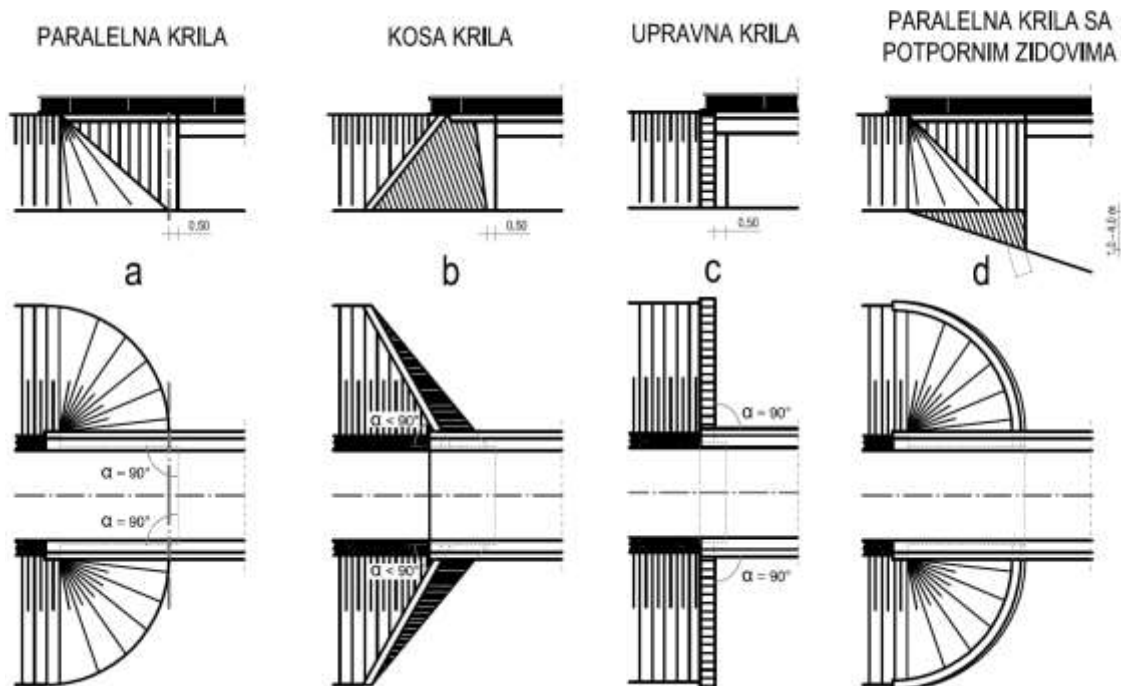 PARALELNA KRILA
KOSA KRILA
UPRAVNA KRILA
PARALELNA KRILA SA
POTPORNIM ZIDOVIMA
0,50
0,50
0,50
a
b
c
d
α < 90°
α = 90°
α = 90°
α = 90°
α < 90°
α = 90°